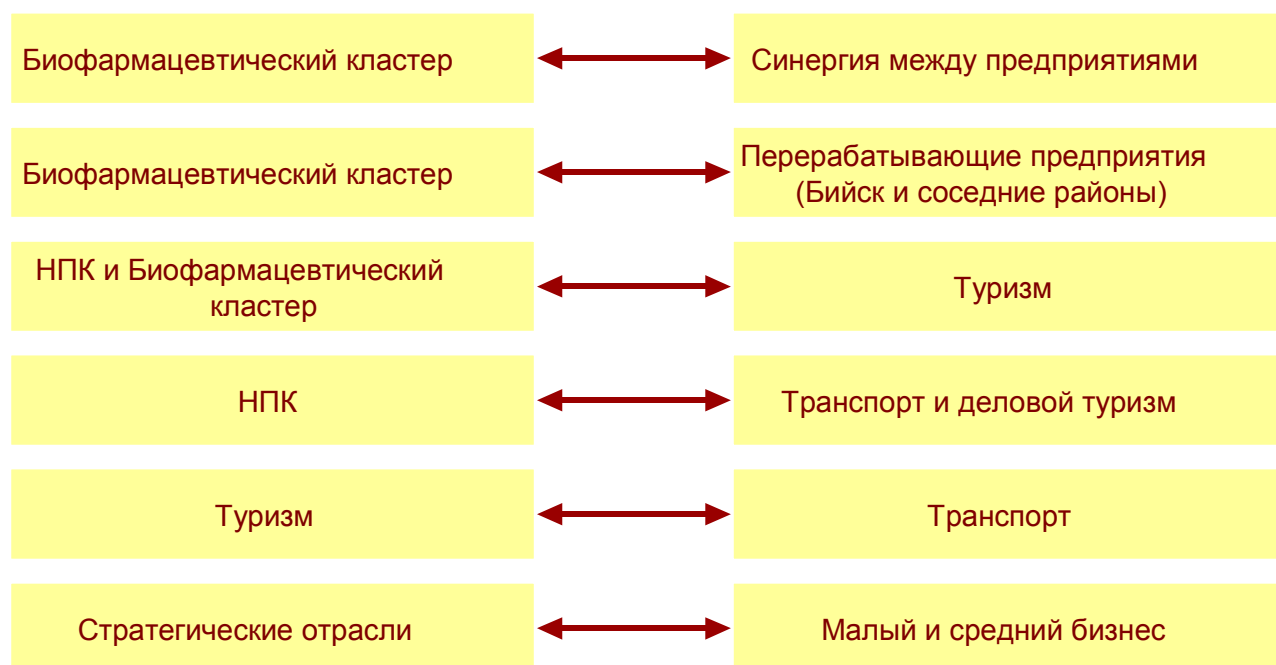 Биофармацевтический кластер
Синергия между предприятиями
Биофармацевтический кластер
Перерабатывающие предприятия
(Бийск и соседние районы)
НПК и Биофармацевтический
кластер
Туризм
НПК
Транспорт и деловой туризм
Туризм
Транспорт
Стратегические отрасли
Малый и средний бизнес